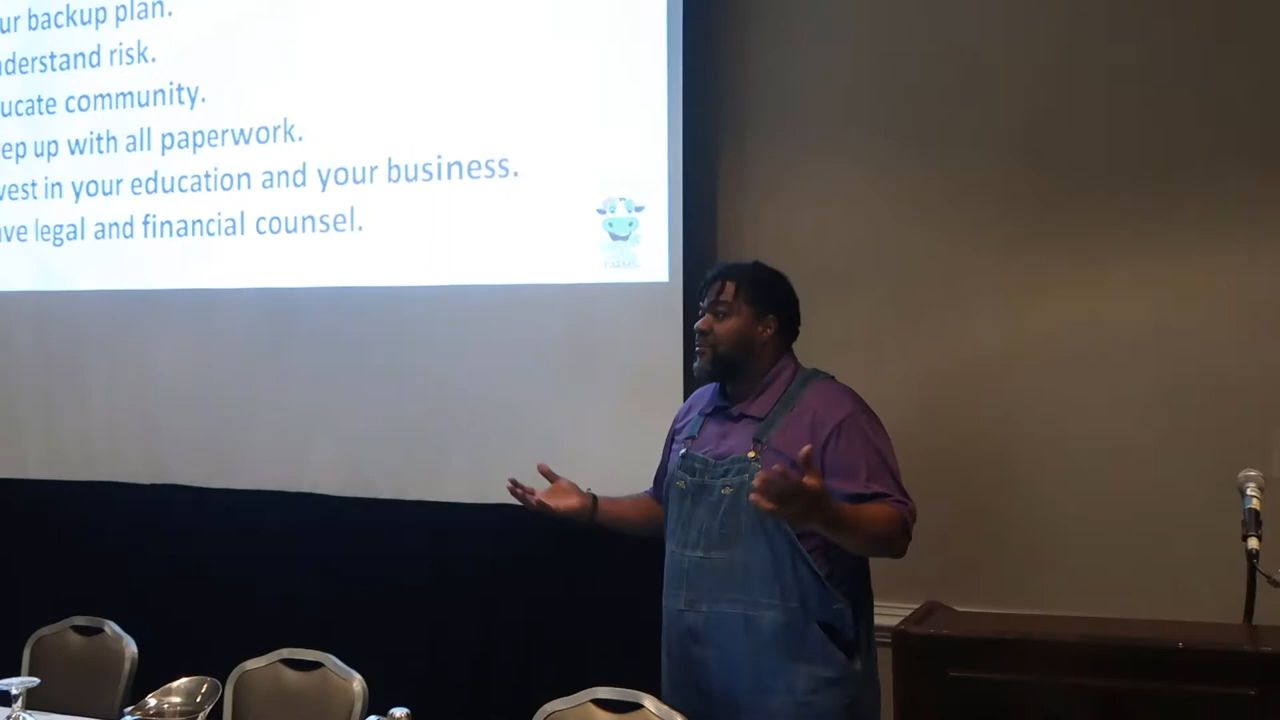 ur backup plan.
nderstand risk.
ucate community.
ep up with all paperwork.
vest in your education and your business.
ave legal and financial counsel.
FARMS